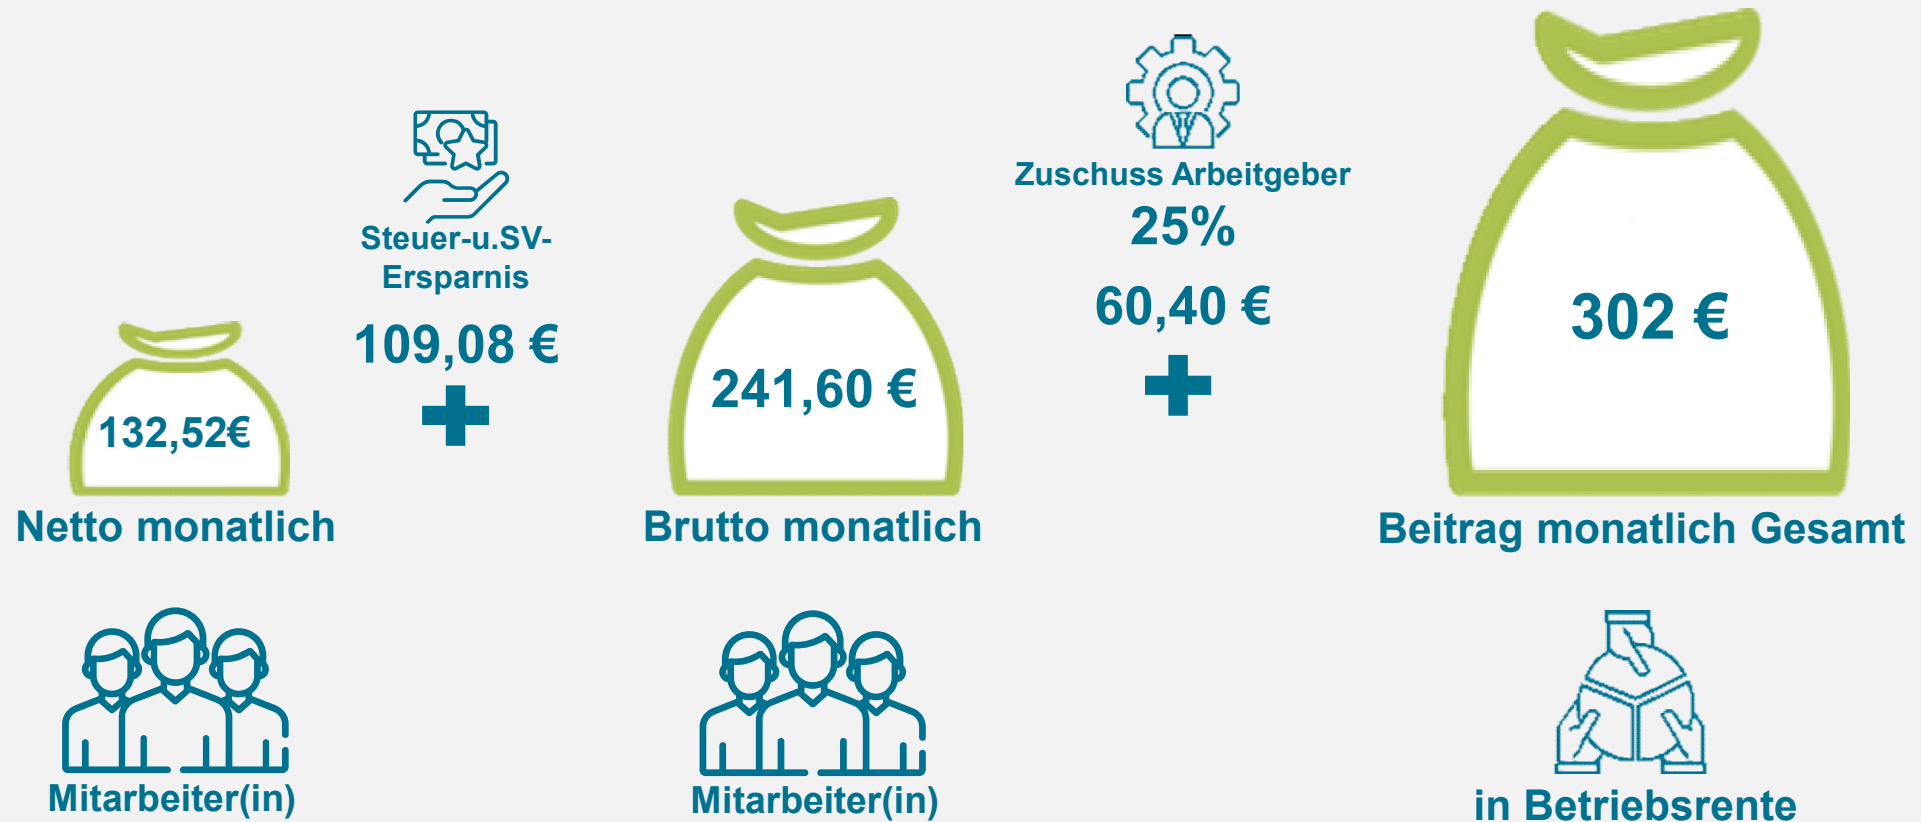 132,52€
Netto monatlich
Mitarbeiter(in)
Steuer-u.SV-
Ersparnis
109,08 €
241,60 €
Brutto monatlich
Mitarbeiter(in)
Zuschuss Arbeitgeber
25%
60,40 €
302 €
Beitrag monatlich Gesamt
in Betriebsrente